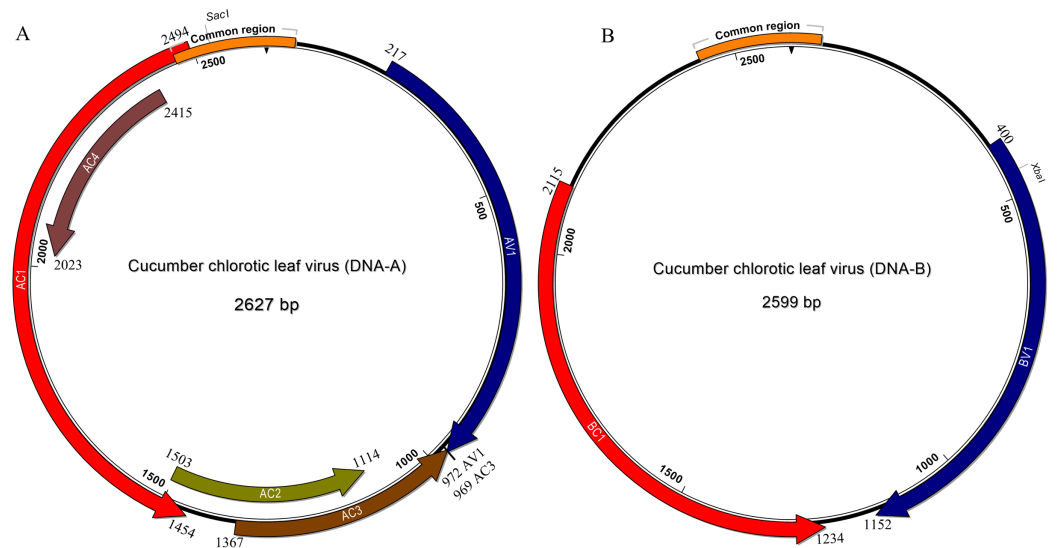 A
SacI
Common region
2494
2500
217
2415
AC4
500
AV1
AC1
2000
2023
Cucumber chlorotic leaf virus (DNA-A)
2627 bp
1503
1114
1000
972 AV1
969 AC3
1500
AC2
AC3
1454
1367
B
Common region
2500
400
XbaI
2115
500
2000
Cucumber chlorotic leaf virus (DNA-B)
2599 bp
BV1
BC1
1000
1500
1152
1234